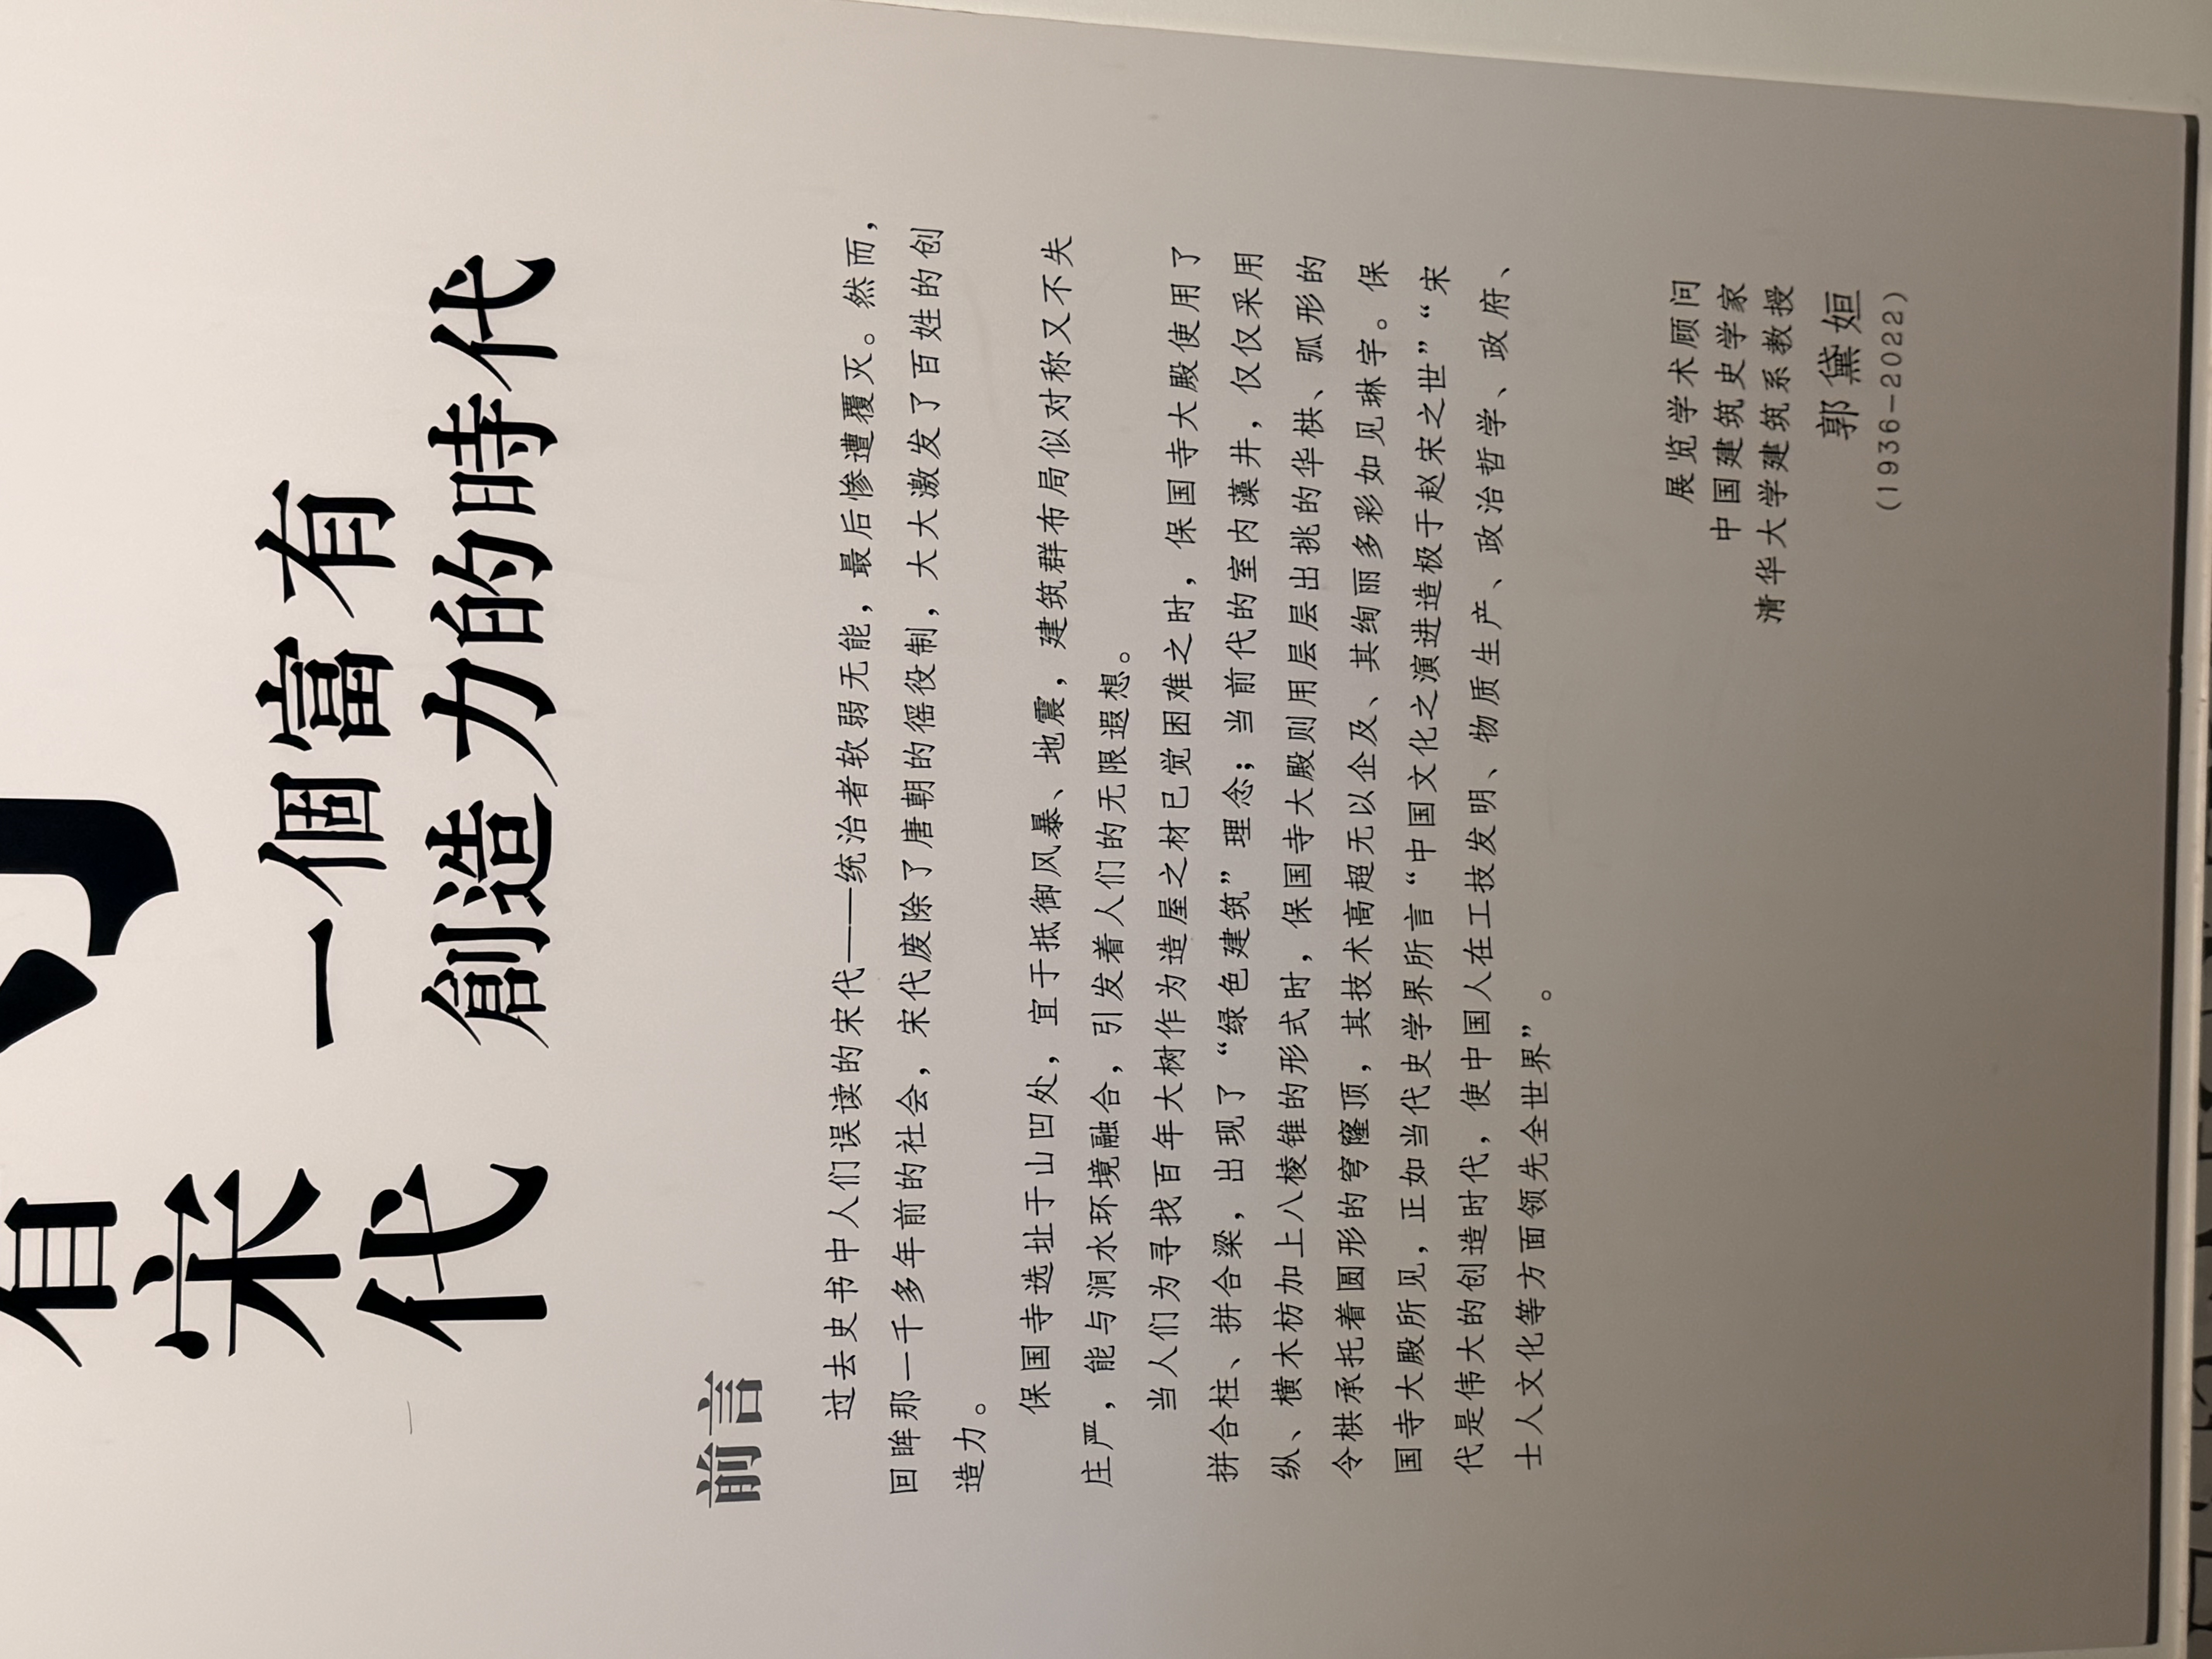 看宋代
寺
一個富有
創造力的時代
前言
过去史书中人们误读的宋代——统治者软弱无能，最后惨遭覆灭。然而，
回眸那一千多年前的社会，宋代废除了唐朝的徭役制，大大激发了百姓的创
造力。
保国寺选址于山凹处，宜于抵御风暴、地震，建筑群布局似对称又不失
庄严，能与涧水环境融合，引发着人们的无限遐想。
当人们为寻找百年大树作为造屋之材已觉困难之时，保国寺大殿使用了
拼合柱、拼合梁，出现了“绿色建筑”理念；当前代的室内藻井，仅仅采用
纵、横木枋加上八棱锥的形式时，保国寺大殿则用层层出挑的华栱、弧形的
令栱承托着圆形的穹窿顶，其技术高超无以企及、其绚丽多彩如见琳宇。保
国寺大殿所见，正如当代史学界所言“中国文化之演进造极于赵宋之世”“宋
代是伟大的创造时代，使中国人在工技发明、物质生产、政治哲学、政府、
士人文化等方面领先全世界”。
展览学术顾问
中国建筑史学家
清华大学建筑系教授
郭黛姮
(1936-2022)